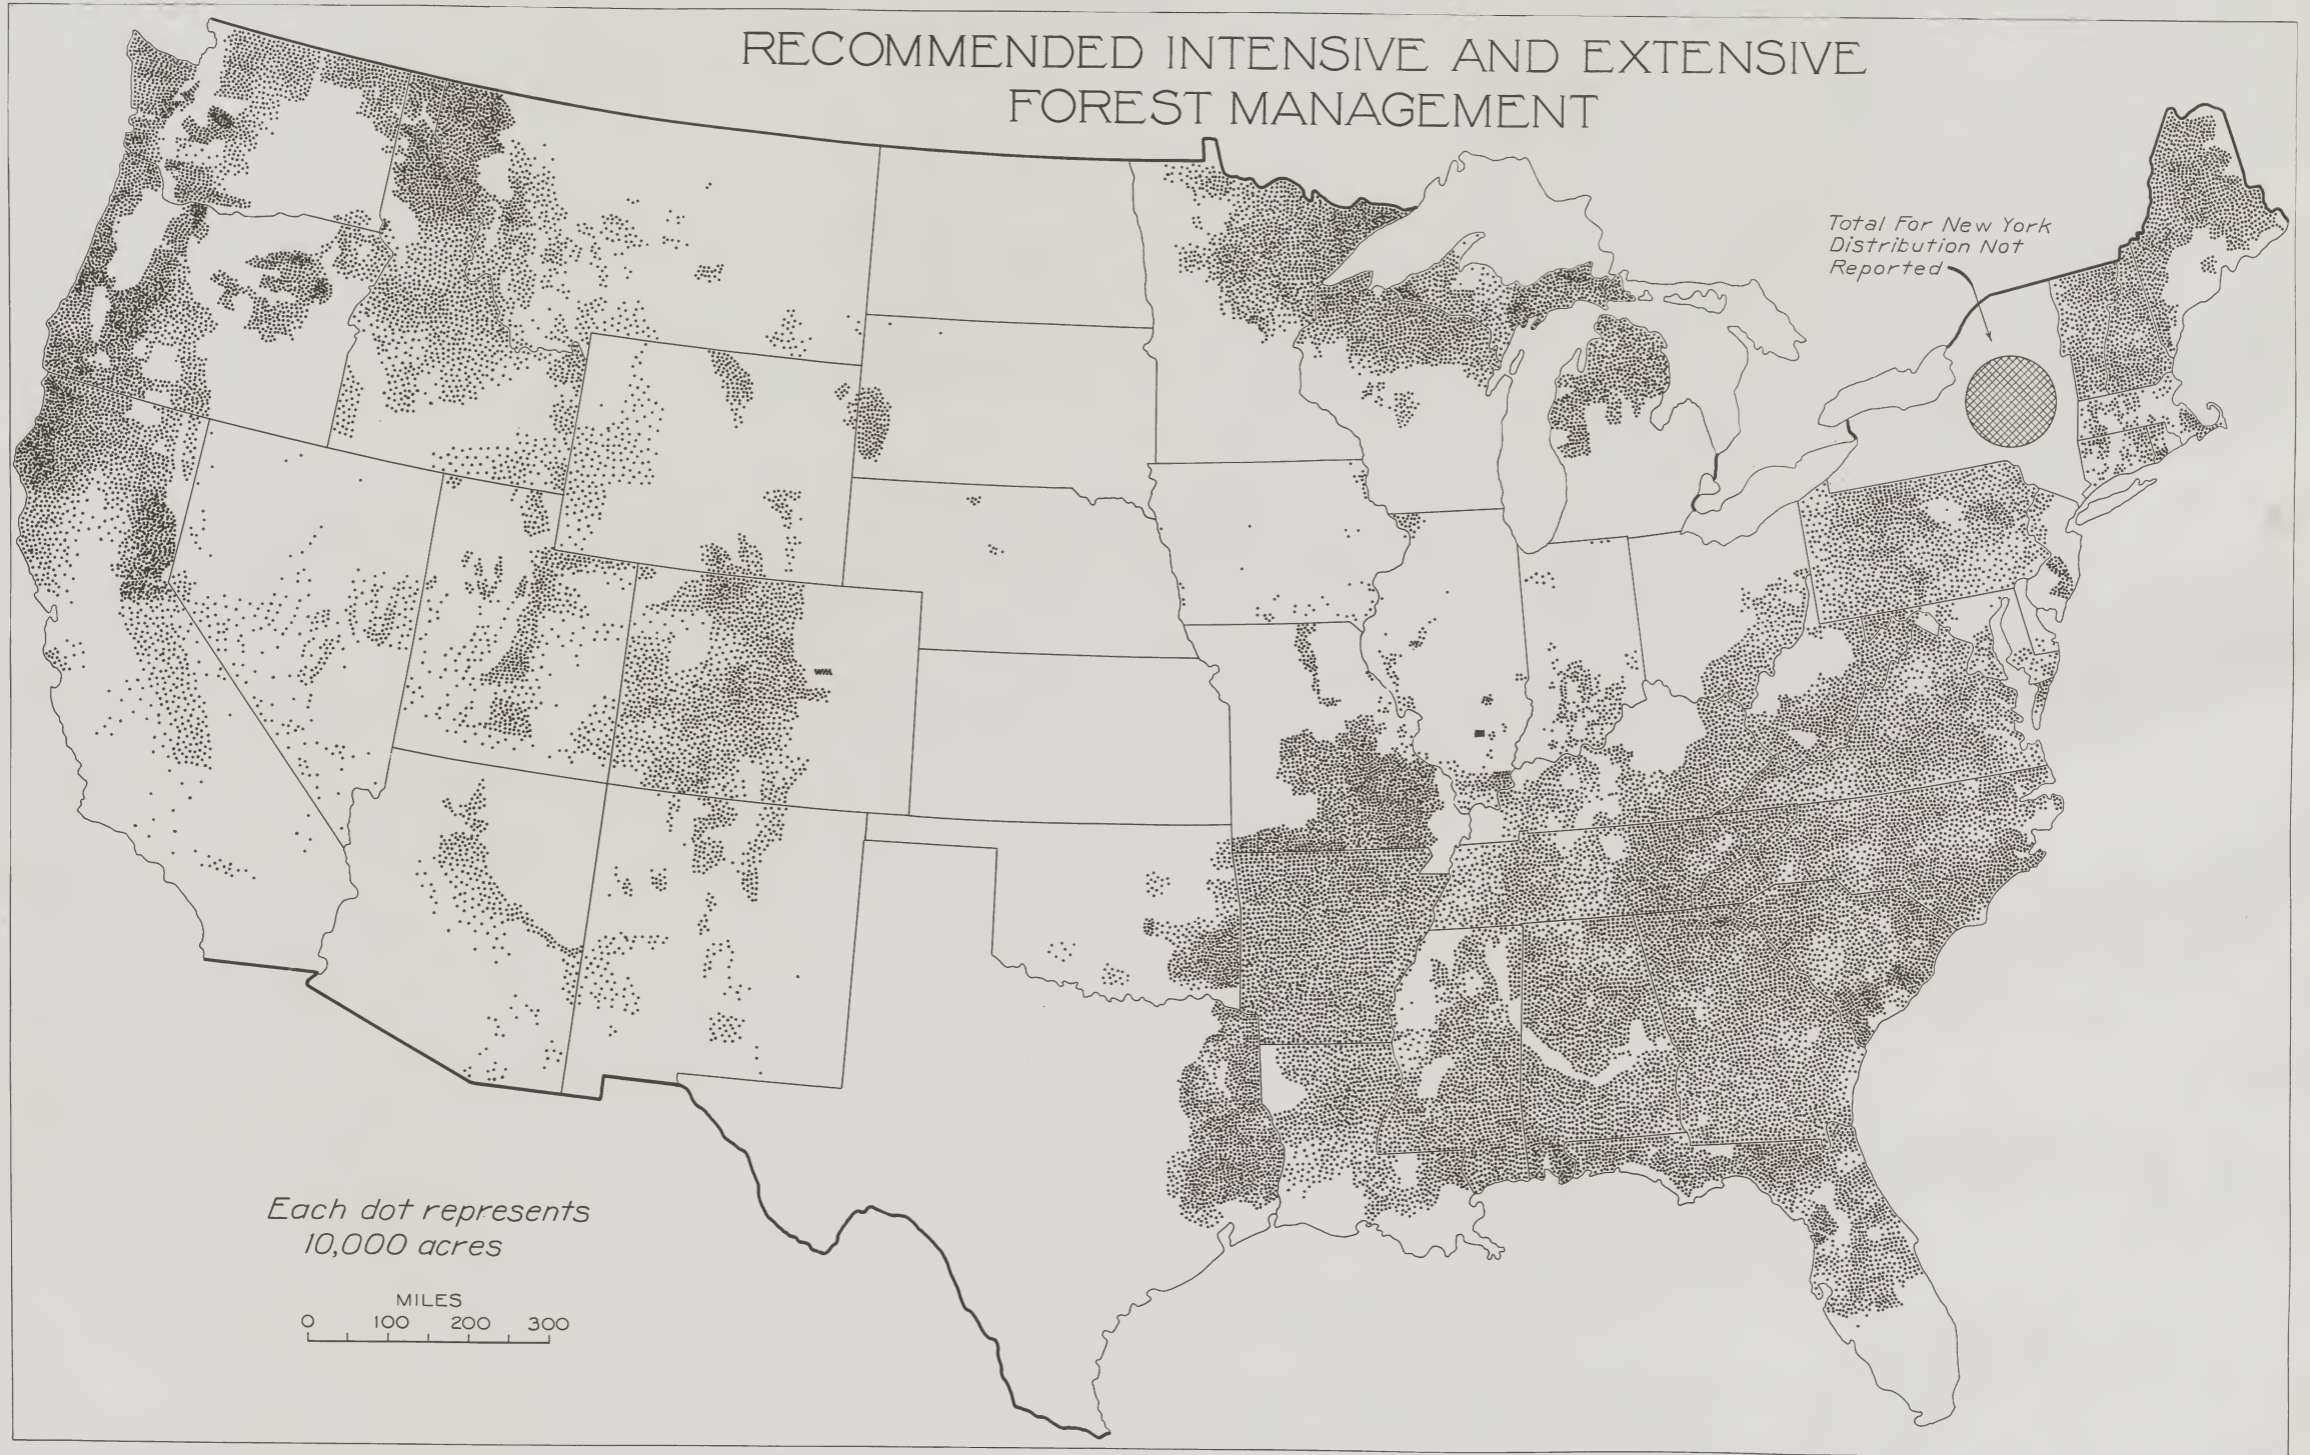 RECOMMENDED INTENSIVE AND EXTENSIVE
FOREST MANAGEMENT
Total For New York
Distribution Not
Reported
Each dot represents
10,000 acres
MILES
0 100 200 300